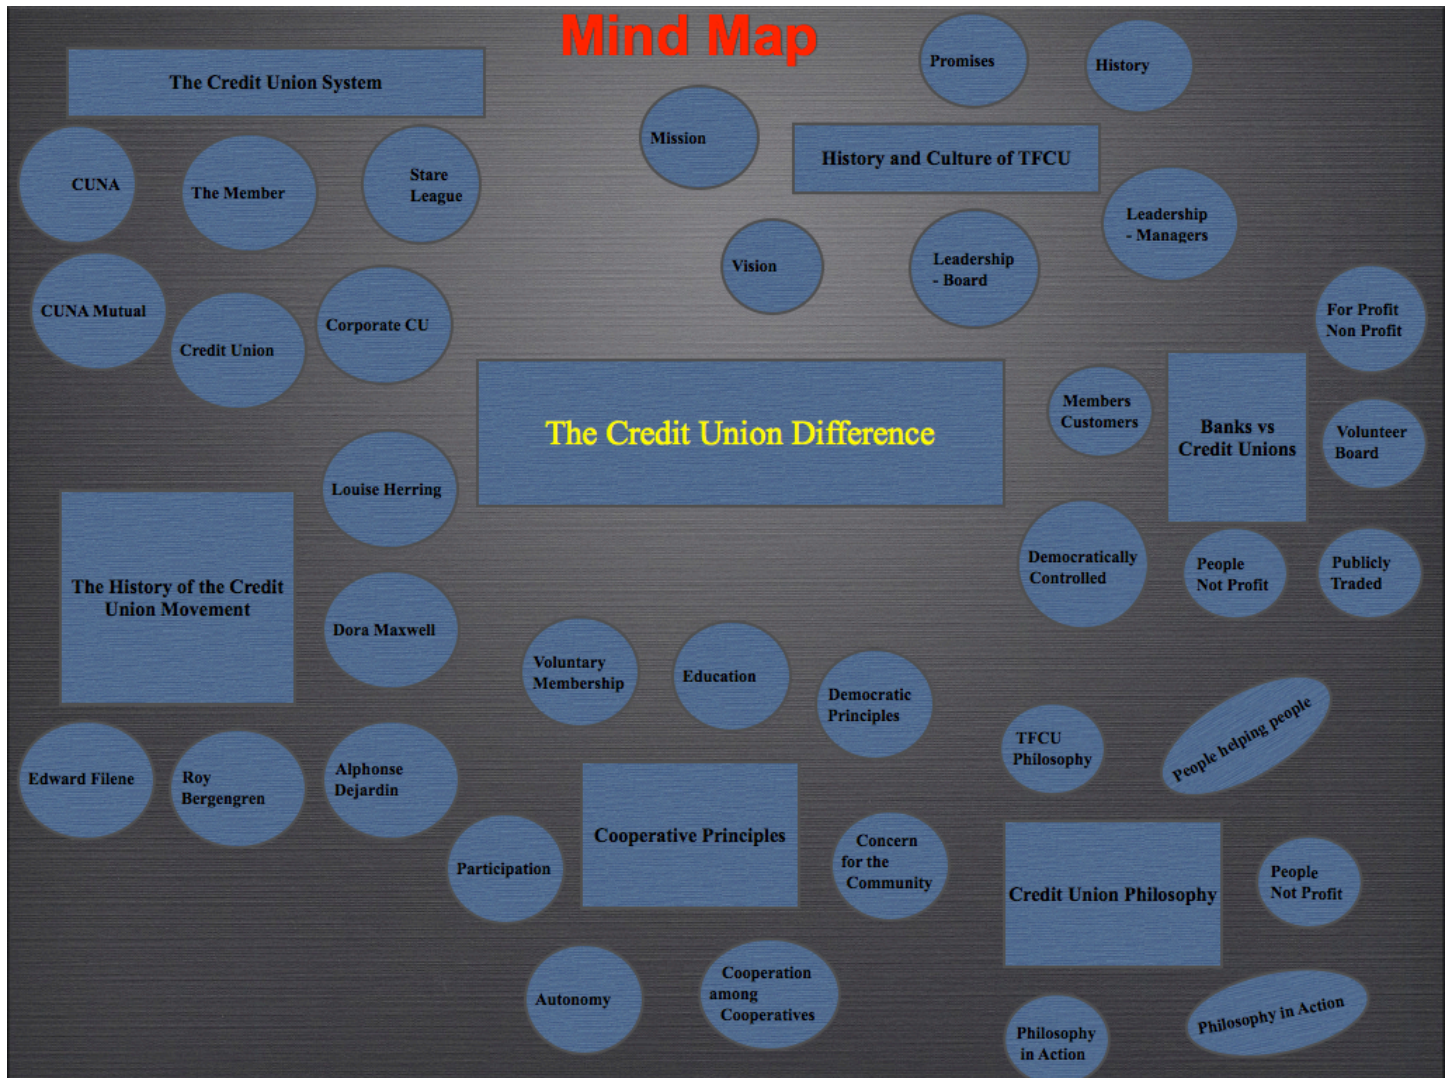 Mind Map
The Credit Union System
CUNA
The Member
Stare
League
CUNA Mutual
Credit Union
Corporate CU
Promises
History
Mission
History and Culture of TFCU
Leadership
- Managers
Vision
Leadership
- Board
The Credit Union Difference
For Profit
Non Profit
Members
Customers
Banks vs
Credit Unions
Volunteer
Board
Democratically
Controlled
People
Not Profit
Publicly
Traded
Louise Herring
The History of the Credit
Union Movement
Dora Maxwell
Edward Filene
Roy
Bergengren
Alphonse
Dejardin
Voluntary
Membership
Education
Democratic
Principles
Cooperative Principles
Participation
Concern
for the
Community
Autonomy
Cooperation
among
Cooperatives
TFCU
Philosophy
People helping people
Credit Union Philosophy
People
Not Profit
Philosophy
in Action
Philosophy in Action